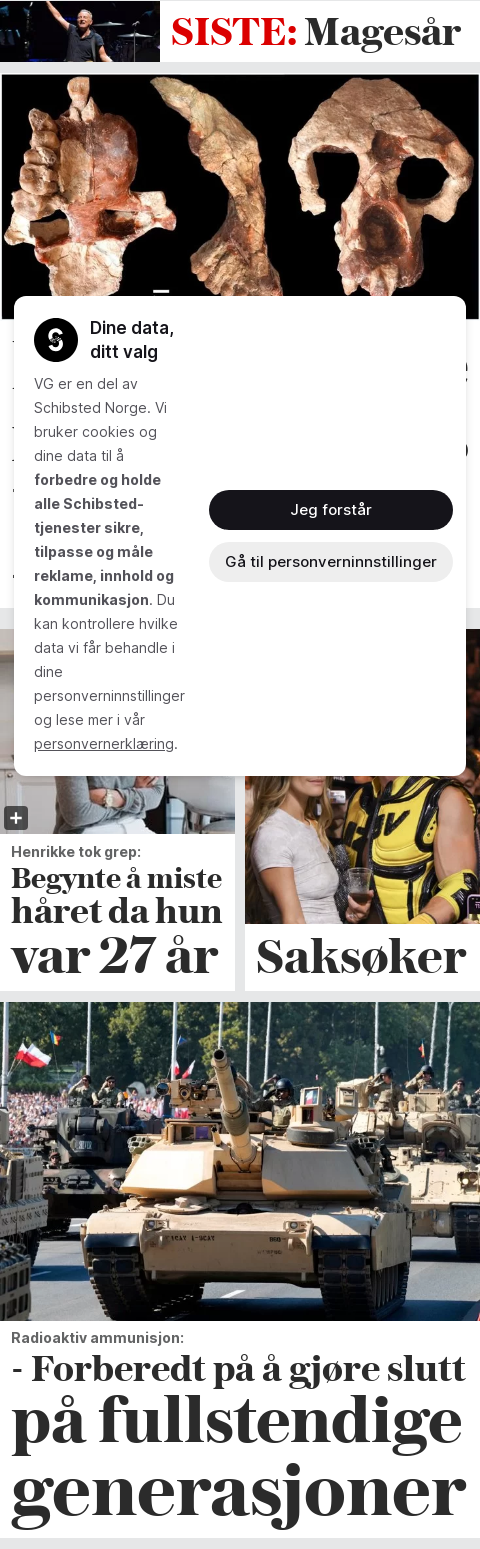 SISTE: Magesår
Dine data,
ditt valg
VG er en del av
Schibsted Norge. Vi
bruker cookies og
dine data til å
forbedre og holde
alle Schibsted-
tjenester sikre,
tilpasse og måle
reklame, innhold og
kommunikasjon. Du
kan kontrollere hvilke
data vi får behandle i
dine
personverninnstillinger
og lese mer i vår
personvernerklæring.
Jeg forstår
Gå til personverninnstillinger
Henrikke tok grep:
Begynte å miste
håret da hun
var 27 år
Saksøker
Radioaktiv ammunisjon:
- Forberedt på å gjøre slutt
på fullstendige
generasjoner